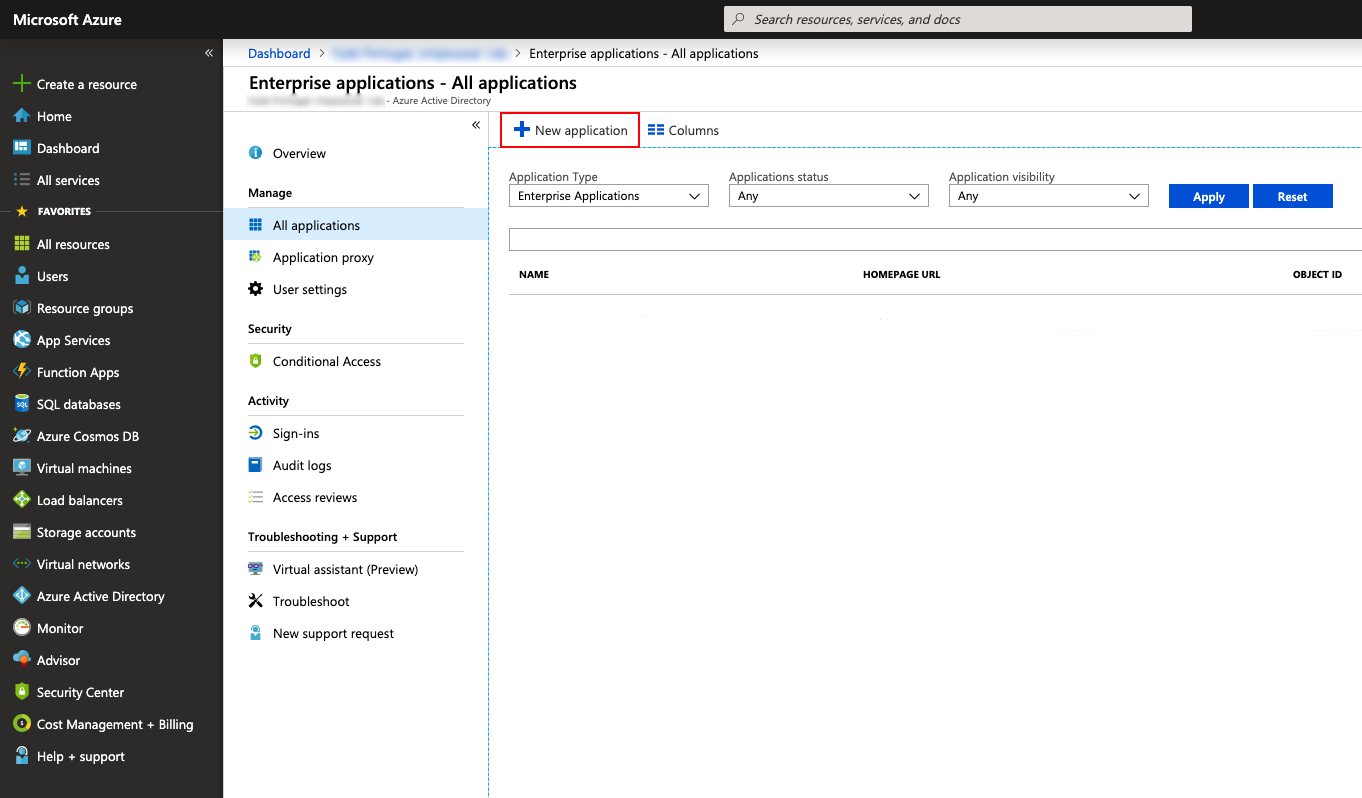 Microsoft Azure
Search resources, services, and docs
«
Create a resource
Home
Dashboard
All services
FAVORITES
All resources
Users
Resource groups
App Services
Function Apps
SQL databases
Azure Cosmos DB
Virtual machines
Load balancers
Storage accounts
Virtual networks
Azure Active Directory
Monitor
Advisor
Security Center
Cost Management + Billing
Help + support
Dashboard > > Enterprise applications - All applications
Enterprise applications - All applications
- Azure Active Directory
«
Overview
Manage
All applications
Application proxy
User settings
Security
Conditional Access
Activity
Sign-ins
Audit logs
Access reviews
Troubleshooting + Support
Virtual assistant (Preview)
Troubleshoot
New support request
New application Columns
Application Type Applications status Application visibility
Enterprise Applications Any Any Apply Reset
NAME HOMEPAGE URL OBJECT ID